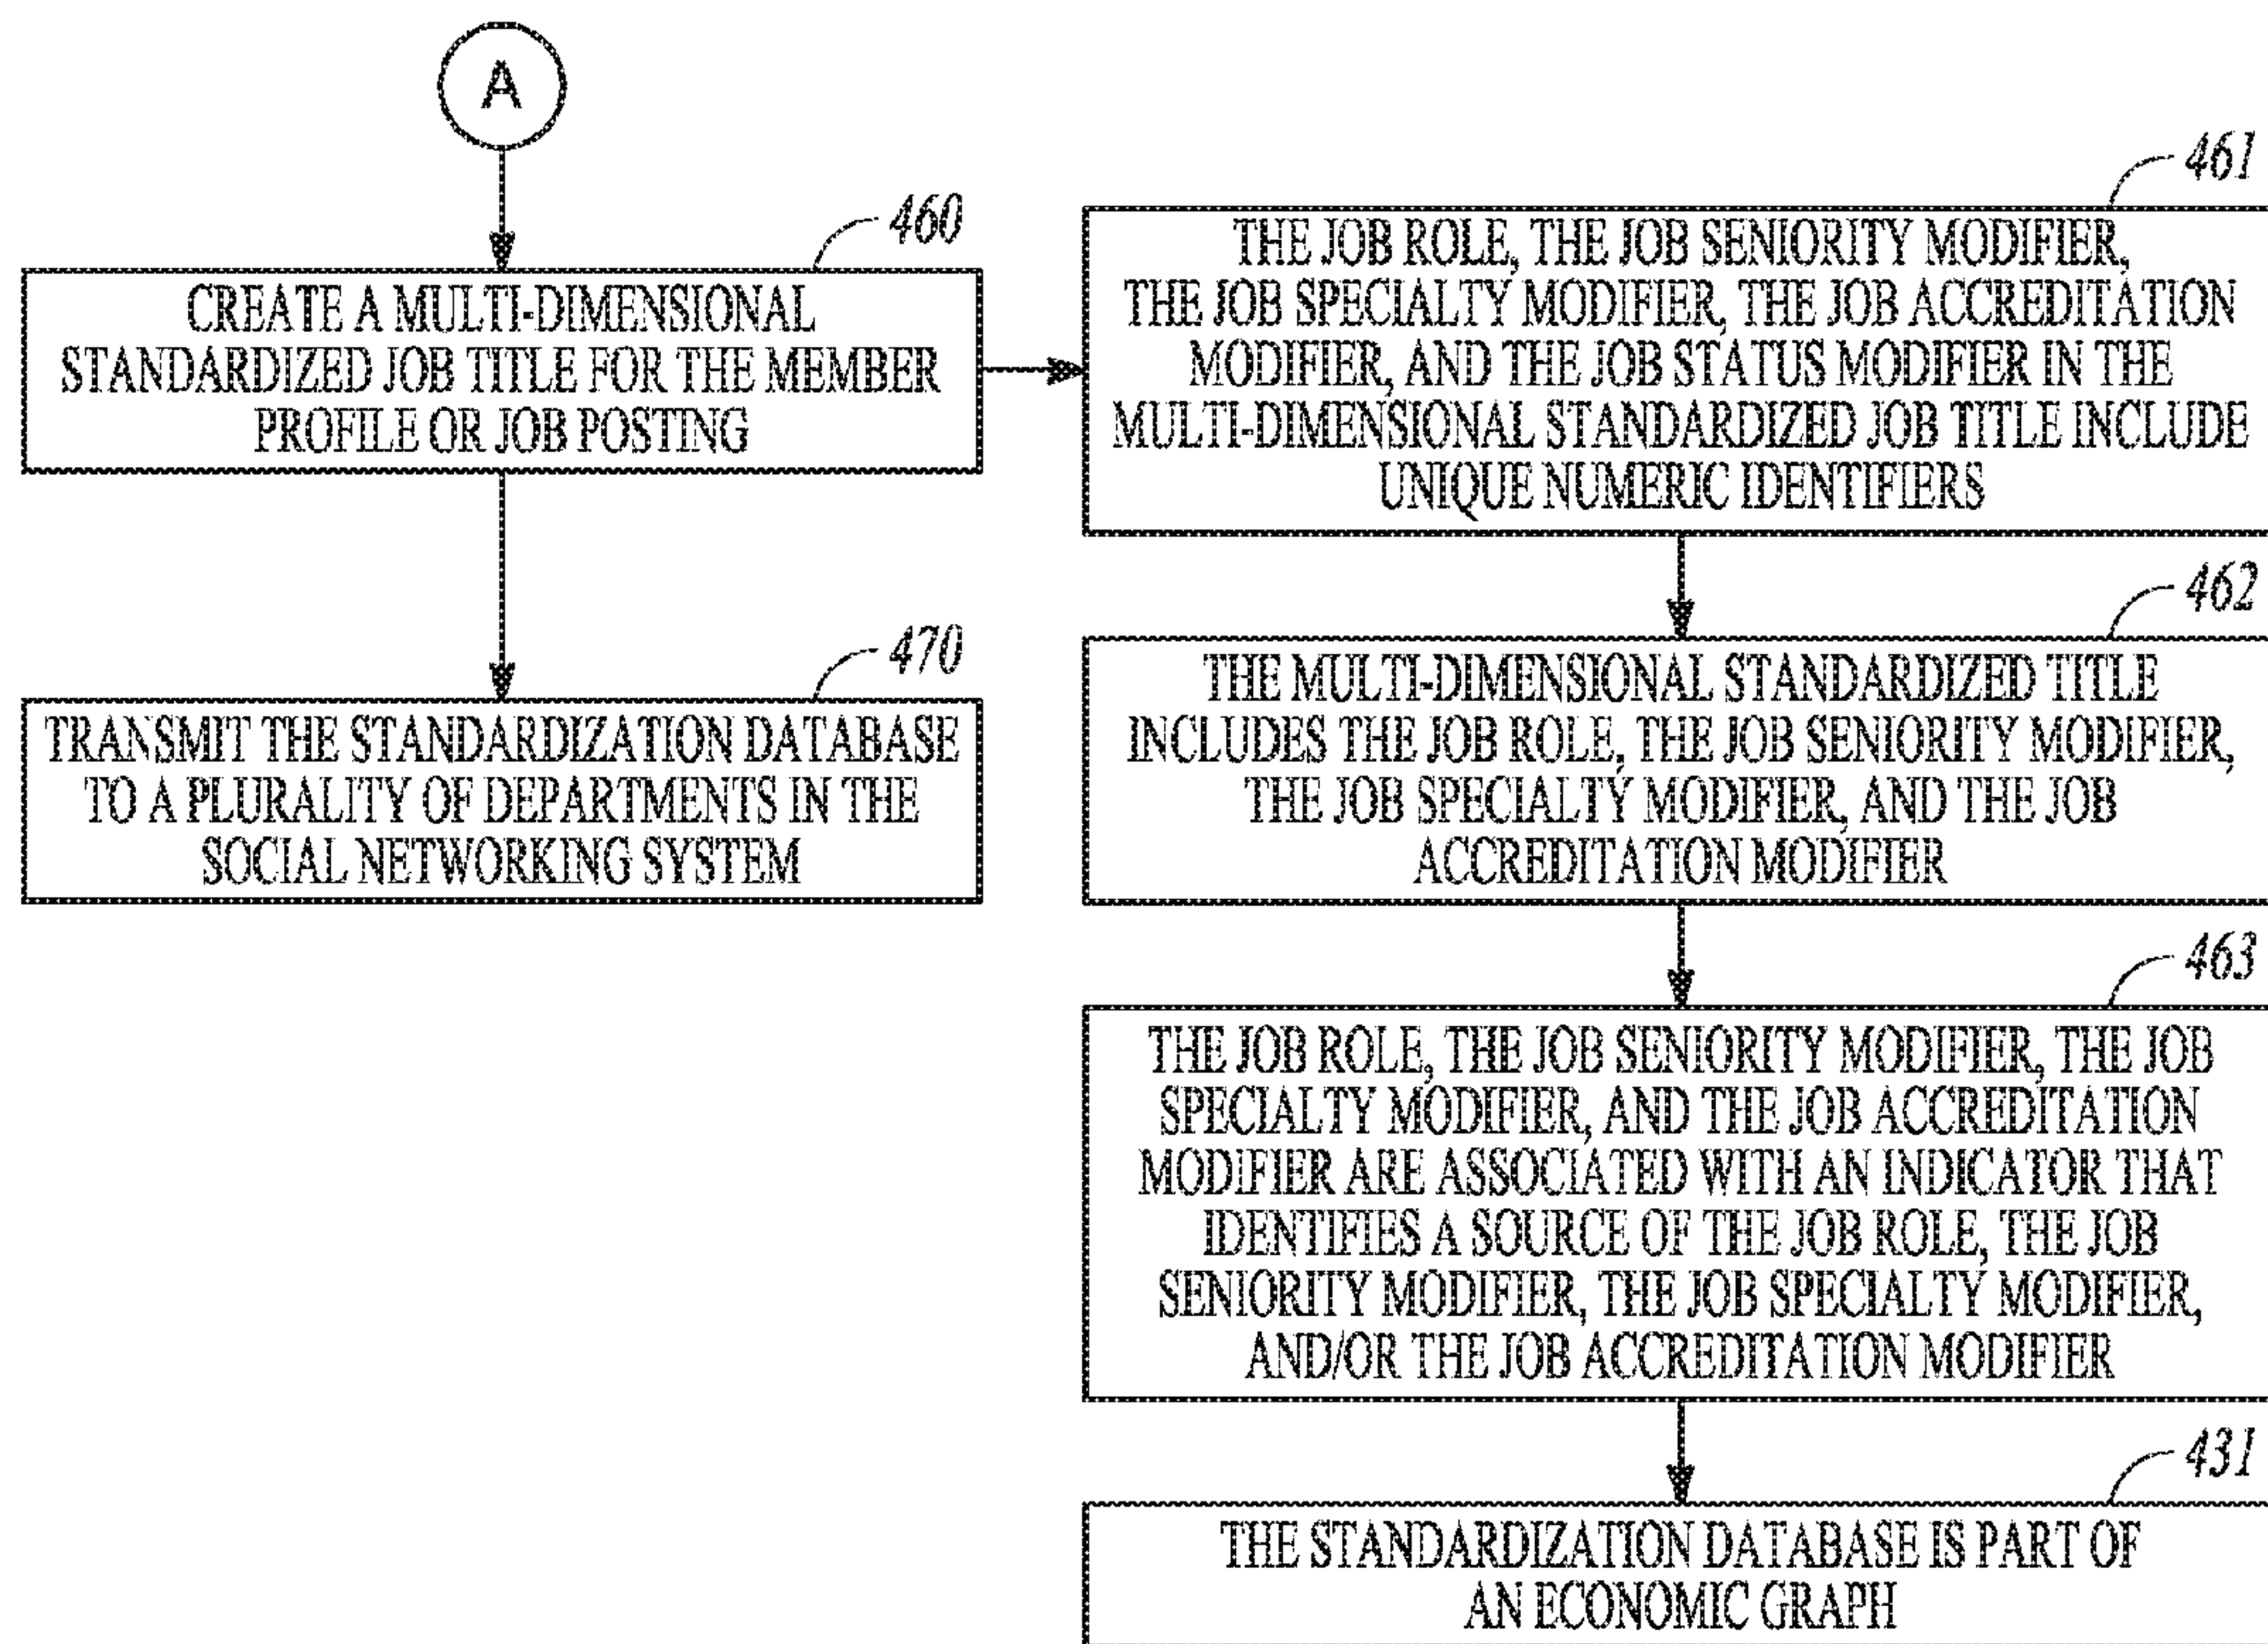 A
460
CREATE A MULTI-DIMENSIONAL
STANDARDIZED JOB TITLE FOR THE MEMBER
PROFILE OR JOB POSTING
470
TRANSMIT THE STANDARDIZATION DATABASE
TO A PLURALITY OF DEPARTMENTS IN THE
SOCIAL NETWORKING SYSTEM
461
THE JOB ROLE, THE JOB SENIORITY MODIFIER,
THE JOB SPECIALTY MODIFIER, THE JOB ACCREDITATION
MODIFIER, AND THE JOB STATUS MODIFIER IN THE
MULTI-DIMENSIONAL STANDARDIZED JOB TITLE INCLUDE
UNIQUE NUMERIC IDENTIFIERS
462
THE MULTI-DIMENSIONAL STANDARDIZED TITLE
INCLUDES THE JOB ROLE, THE JOB SENIORITY MODIFIER,
THE JOB SPECIALTY MODIFIER, AND THE JOB
ACCREDITATION MODIFIER
463
THE JOB ROLE, THE JOB SENIORITY MODIFIER, THE JOB
SPECIALTY MODIFIER, AND THE JOB ACCREDITATION
MODIFIER ARE ASSOCIATED WITH AN INDICATOR THAT
IDENTIFIES A SOURCE OF THE JOB ROLE, THE JOB
SENIORITY MODIFIER, THE JOB SPECIALTY MODIFIER,
AND/OR THE JOB ACCREDITATION MODIFIER
431
THE STANDARDIZATION DATABASE IS PART OF
AN ECONOMIC GRAPH